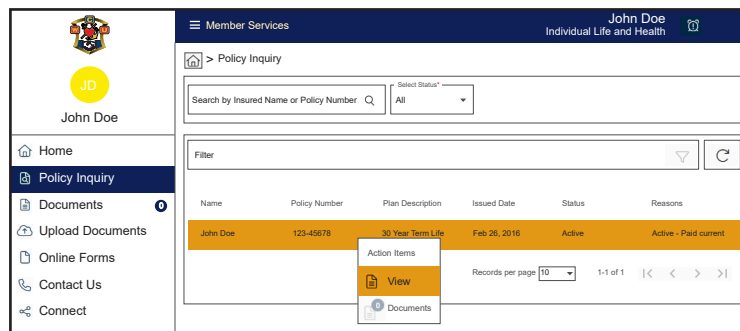 Member Services
John Doe
Individual Life and Health
JD
John Doe
Home
Policy Inquiry
Documents 0
Upload Documents
Online Forms
Contact Us
Connect
> Policy Inquiry
Search by Insured Name or Policy Number
Select Status*
All
Filter
Name Policy Number Plan Description Issued Date Status Reasons
John Doe 123-45678 30 Year Term Life Feb 26, 2016 Active Active - Paid current
Action Items
View
Documents
Records per page 10 1-1 of 1 |< < > >|